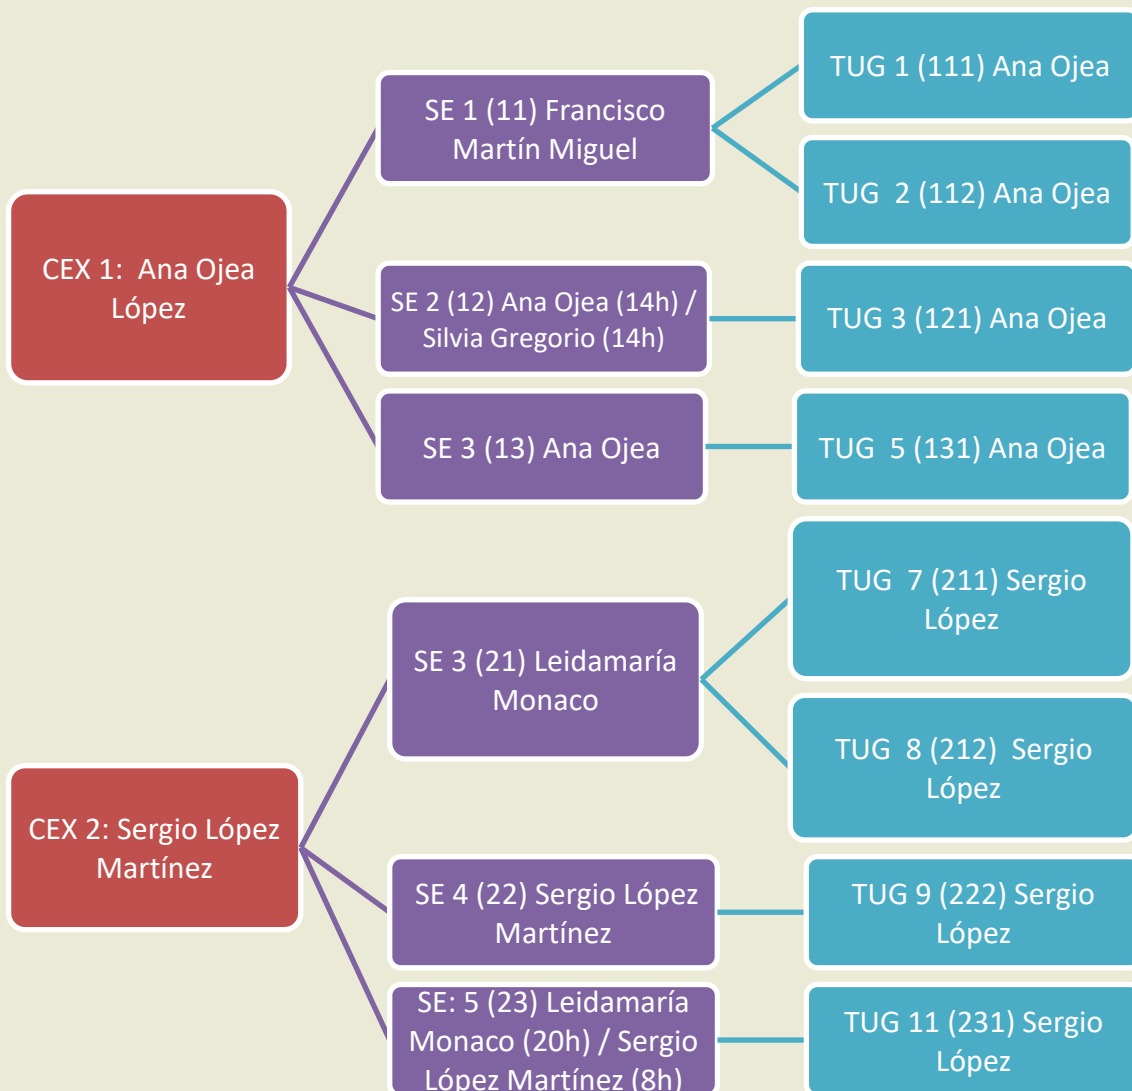 CEX 1:  Ana Ojea
López
SE 1 (11) Francisco
Martín Miguel
TUG 1 (111) Ana Ojea
TUG  2 (112) Ana Ojea
SE 2 (12) Ana Ojea (14h) /
Silvia Gregorio (14h)
TUG 3 (121) Ana Ojea
SE 3 (13) Ana Ojea
TUG  5 (131) Ana Ojea
CEX 2: Sergio López
Martínez
SE 3 (21) Leidamaría
Monaco
TUG  7 (211) Sergio
López
TUG  8 (212)  Sergio
López
SE 4 (22) Sergio López
Martínez
TUG 9 (222) Sergio
López
SE: 5 (23) Leidamaría
Monaco (20h) / Sergio
López Martínez (8h)
TUG 11 (231) Sergio
López